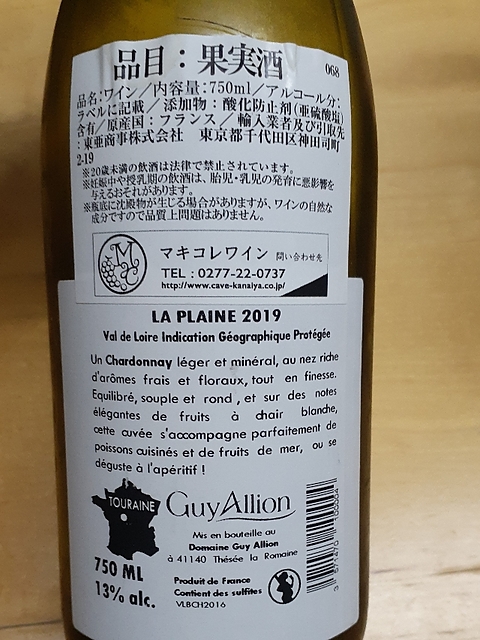 品目：果実酒 068
品名：ワイン／内容量：750ml／アルコール分：
ラベルに記載／添加物：酸化防止剤（亜硫酸塩）
含有／原産国：フランス／輸入業者及び引取先
：東亜商事株式会社 東京都千代田区神田司町
2-19
※20歳未満の飲酒は法律で禁止されています。
※妊娠中や授乳期の飲酒は、胎児・乳児の発育に悪影響を
与えるおそれがあります。
※瓶底に沈殿物が生じる場合がありますが、ワインの自然な
成分ですので品質上問題はありません。
マキコレワイン 問い合わせ先
TEL：0277-22-0737
http://www.cave-kanaiya.co.jp/
LA PLAINE 2019
Val de Loire Indication Géographique Protégée
Un Chardonnay léger et minéral, au nez riche
d'arômes frais et floraux, tout en finesse.
Equilibré, souple et rond, et sur des notes
élégantes de fruits à chair blanche,
cette cuvée s'accompagne parfaitement de
poissons cuisinés et de fruits de mer, ou se
déguste à l'apéritif !
TOURAINE
Guy Allion
Mis en bouteille au
Domaine Guy Allion
à 41140 Thésée la Romaine
750 ML
13% alc.
Produit de France
Contient des sulfites
VLBCH2016